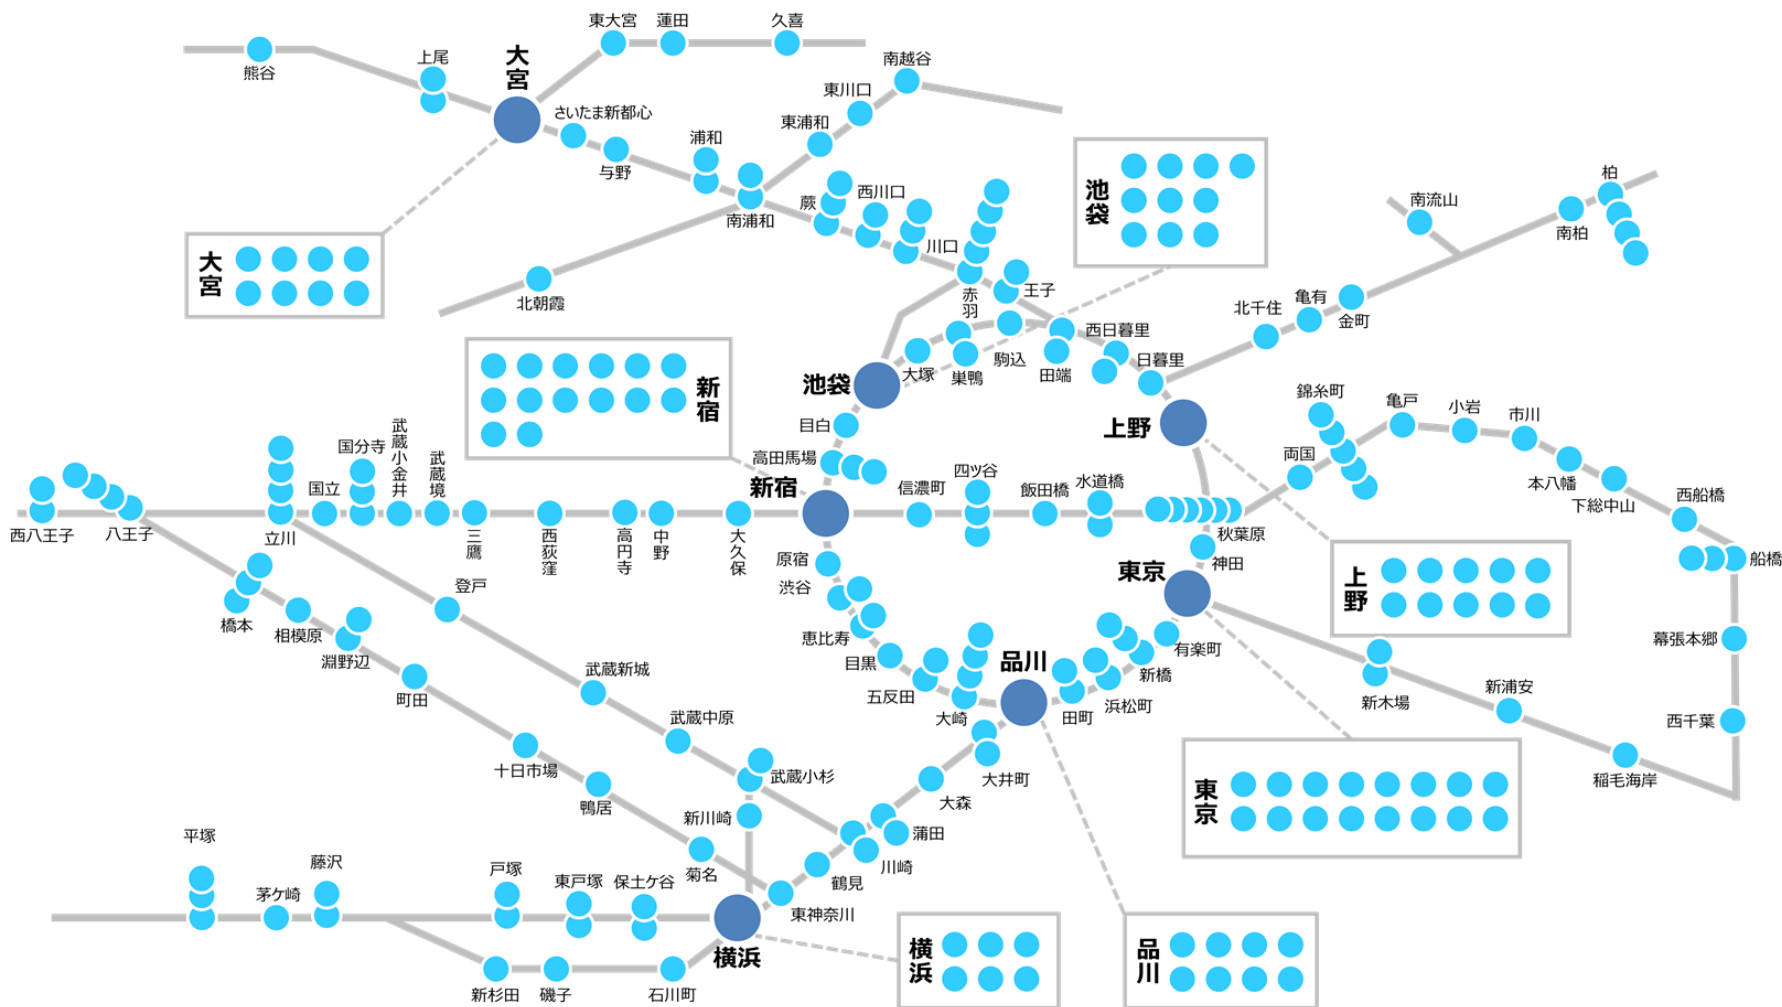 東大宮
蓮田
久喜
大宮
上尾
熊谷
南越谷
東川口
さいたま新都心
東浦和
浦和
与野
池袋
柏
南流山
蕨
西川口
南浦和
南柏
川口
大宮
北朝霞
赤羽
王子
北千住
亀有
金町
西日暮里
日暮里
駒込
田端
巣鴨
大塚
池袋
新宿
錦糸町
亀戸
小岩
市川
目白
上野
武蔵小金井
国分寺
武蔵境
高田馬場
四ツ谷
両国
水道橋
本八幡
国立
新宿
信濃町
飯田橋
下総中山
西船橋
西八王子
八王子
立川
三鷹
西荻窪
高円寺
中野
大久保
秋葉原
神田
船橋
原宿
東京
上野
登戸
渋谷
橋本
相模原
恵比寿
幕張本郷
淵野辺
目黒
有楽町
品川
新橋
武蔵新城
五反田
新浦安
町田
新木場
浜松町
田町
大崎
武蔵中原
西千葉
十日市場
武蔵小杉
大井町
稲毛海岸
大森
東京
鴨居
新川崎
蒲田
平塚
川崎
藤沢
戸塚
菊名
鶴見
東戸塚
保土ケ谷
茅ケ崎
東神奈川
横浜
横浜
品川
新杉田
磯子
石川町